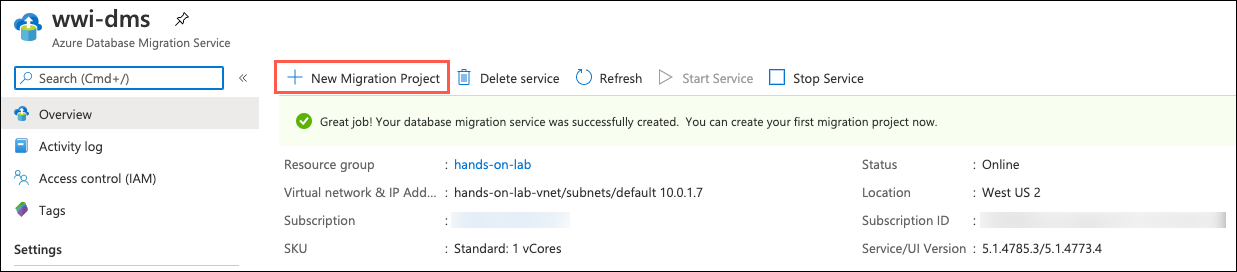 wwi-dms
Azure Database Migration Service
Search (Cmd+/)
«
New Migration Project
Delete service
Refresh
Start Service
Stop Service
Overview
Activity log
Access control (IAM)
Tags
Settings
Great job! Your database migration service was successfully created. You can create your first migration project now.
Resource group : hands-on-lab
Status : Online
Virtual network & IP Add... : hands-on-lab-vnet/subnets/default 10.0.1.7
Location : West US 2
Subscription :
Subscription ID :
SKU : Standard: 1 vCores
Service/UI Version : 5.1.4785.3/5.1.4773.4